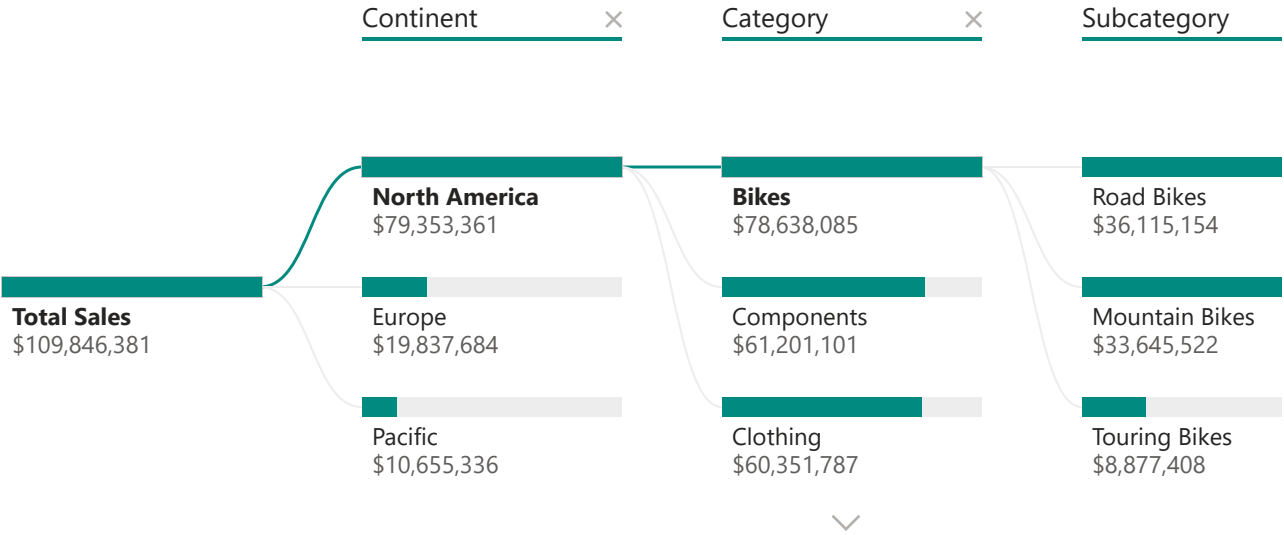 Continent
Category
Subcategory
Total Sales
$109,846,381
North America
$79,353,361
Europe
$19,837,684
Pacific
$10,655,336
Bikes
$78,638,085
Components
$61,201,101
Clothing
$60,351,787
Road Bikes
$36,115,154
Mountain Bikes
$33,645,522
Touring Bikes
$8,877,408